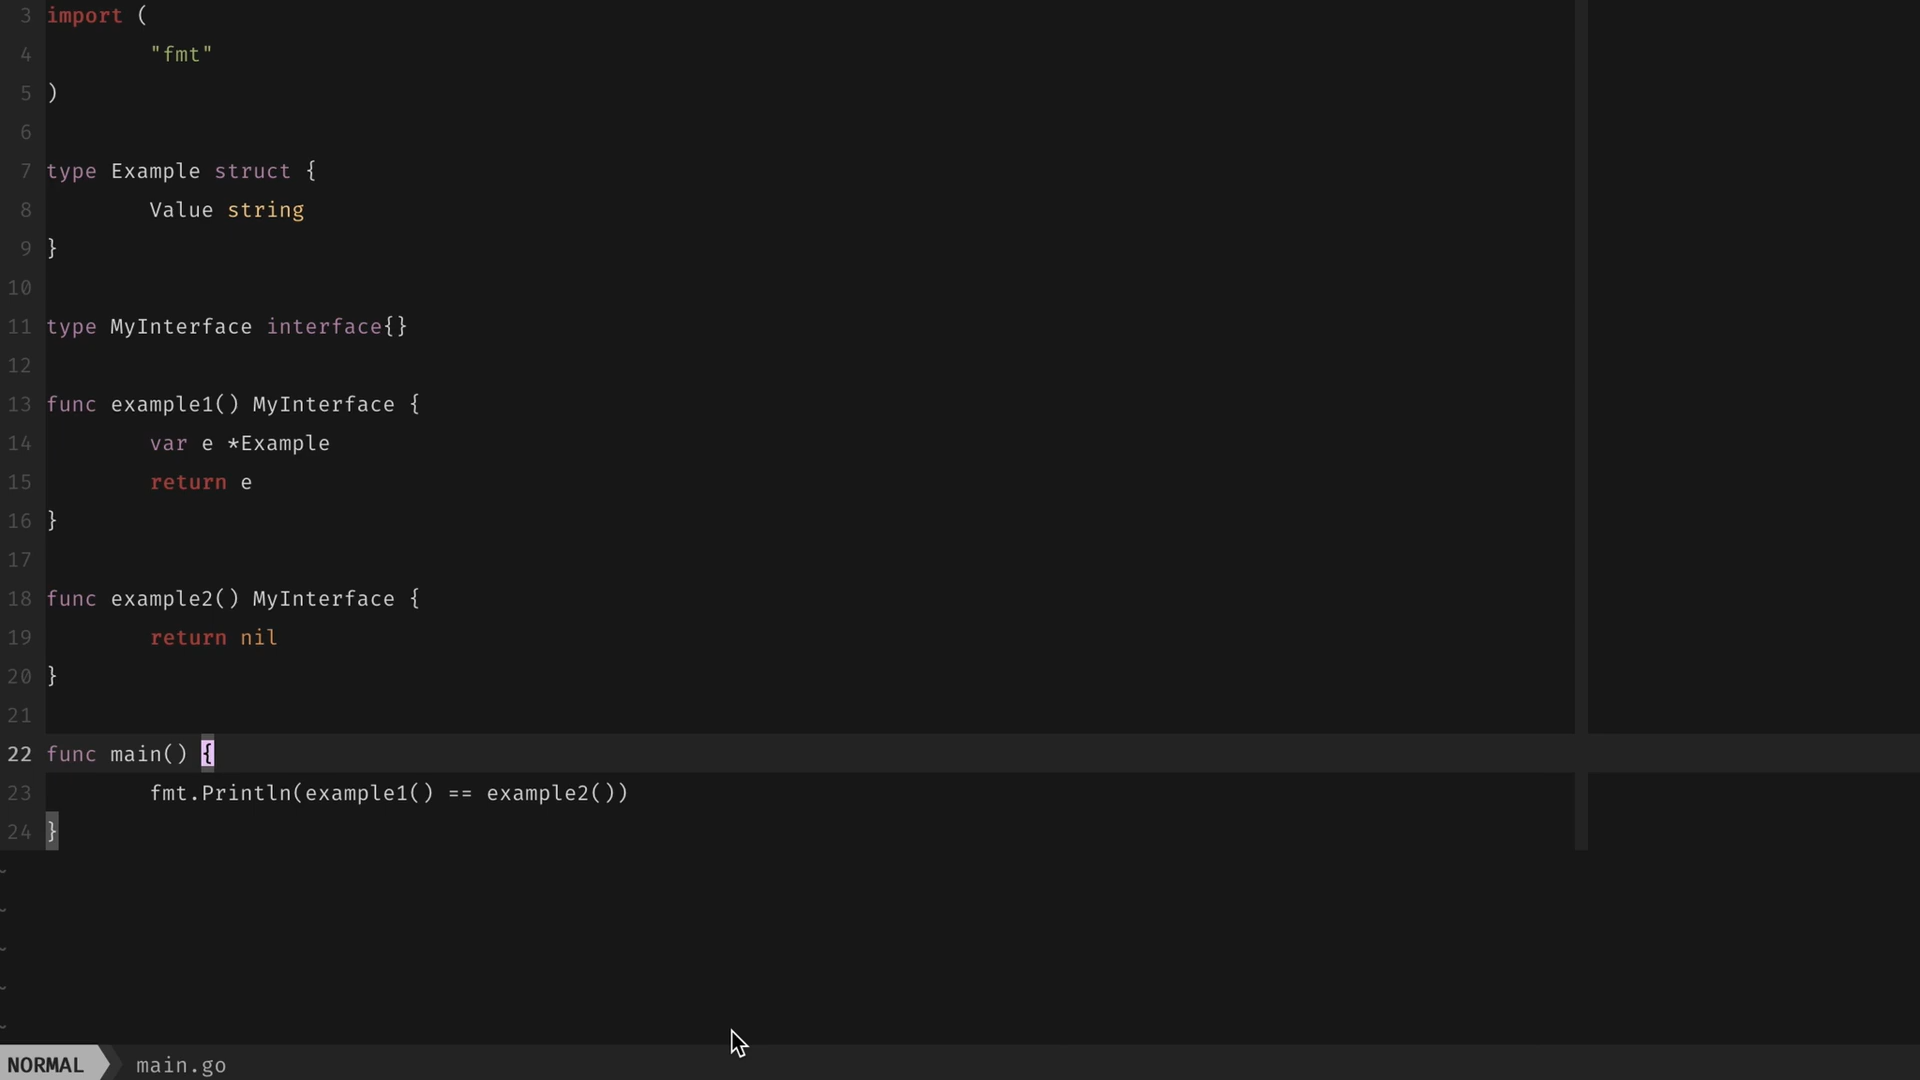 3 import (
4 "fmt"
5 )
6
7 type Example struct {
8 Value string
9 }
10
11 type MyInterface interface{}
12
13 func example1() MyInterface {
14 var e *Example
15 return e
16 }
17
18 func example2() MyInterface {
19 return nil
20 }
21
22 func main() {
23 fmt.Println(example1() == example2())
24 }
~
~
~
~
~
NORMAL main.go